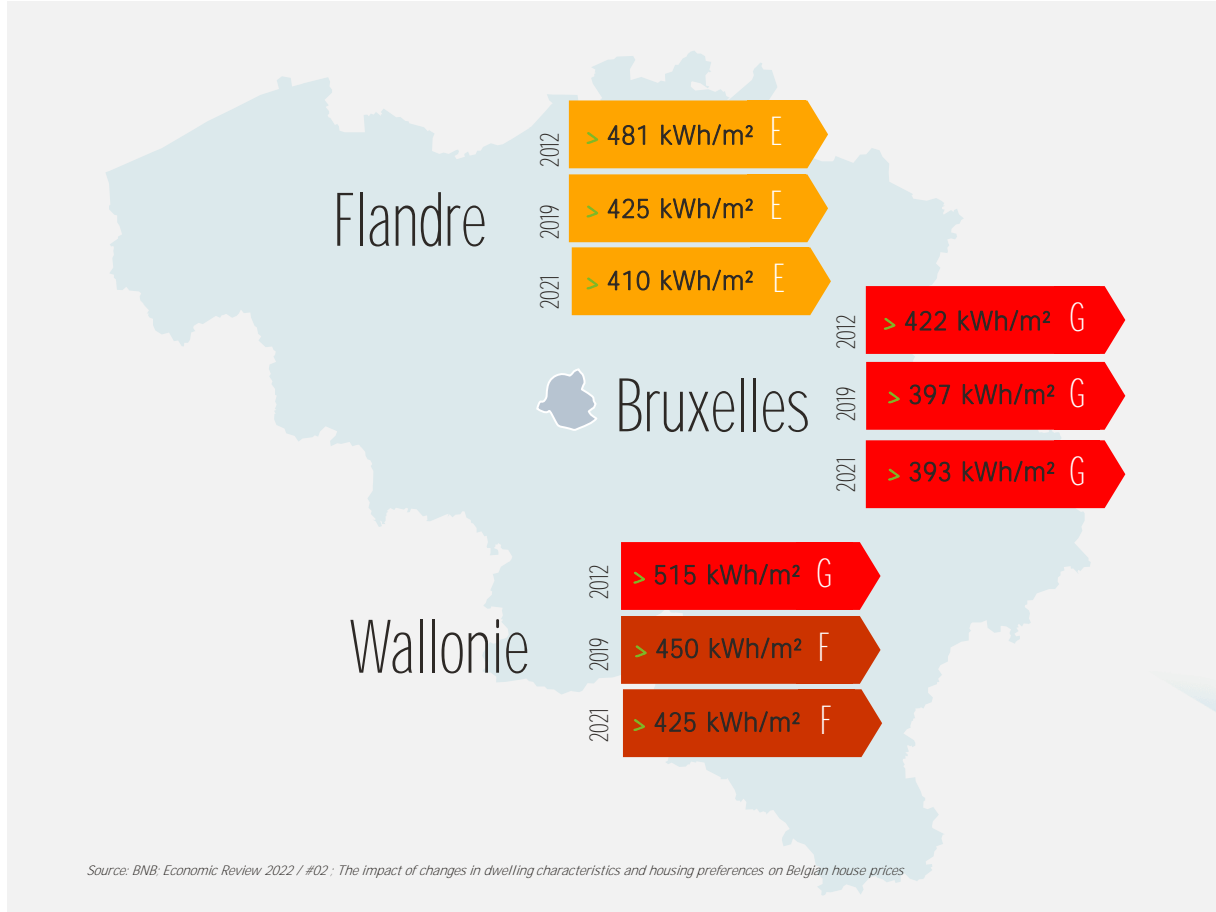 Flandre
2012
> 481 kWh/m² E
2019
> 425 kWh/m² E
2021
> 410 kWh/m² E
Bruxelles
2012
> 422 kWh/m² G
2019
> 397 kWh/m² G
2021
> 393 kWh/m² G
Wallonie
2012
> 515 kWh/m² G
2019
> 450 kWh/m² F
2021
> 425 kWh/m² F
Source: BNB; Economic Review 2022 / #02 ; The impact of changes in dwelling characteristics and housing preferences on Belgian house prices